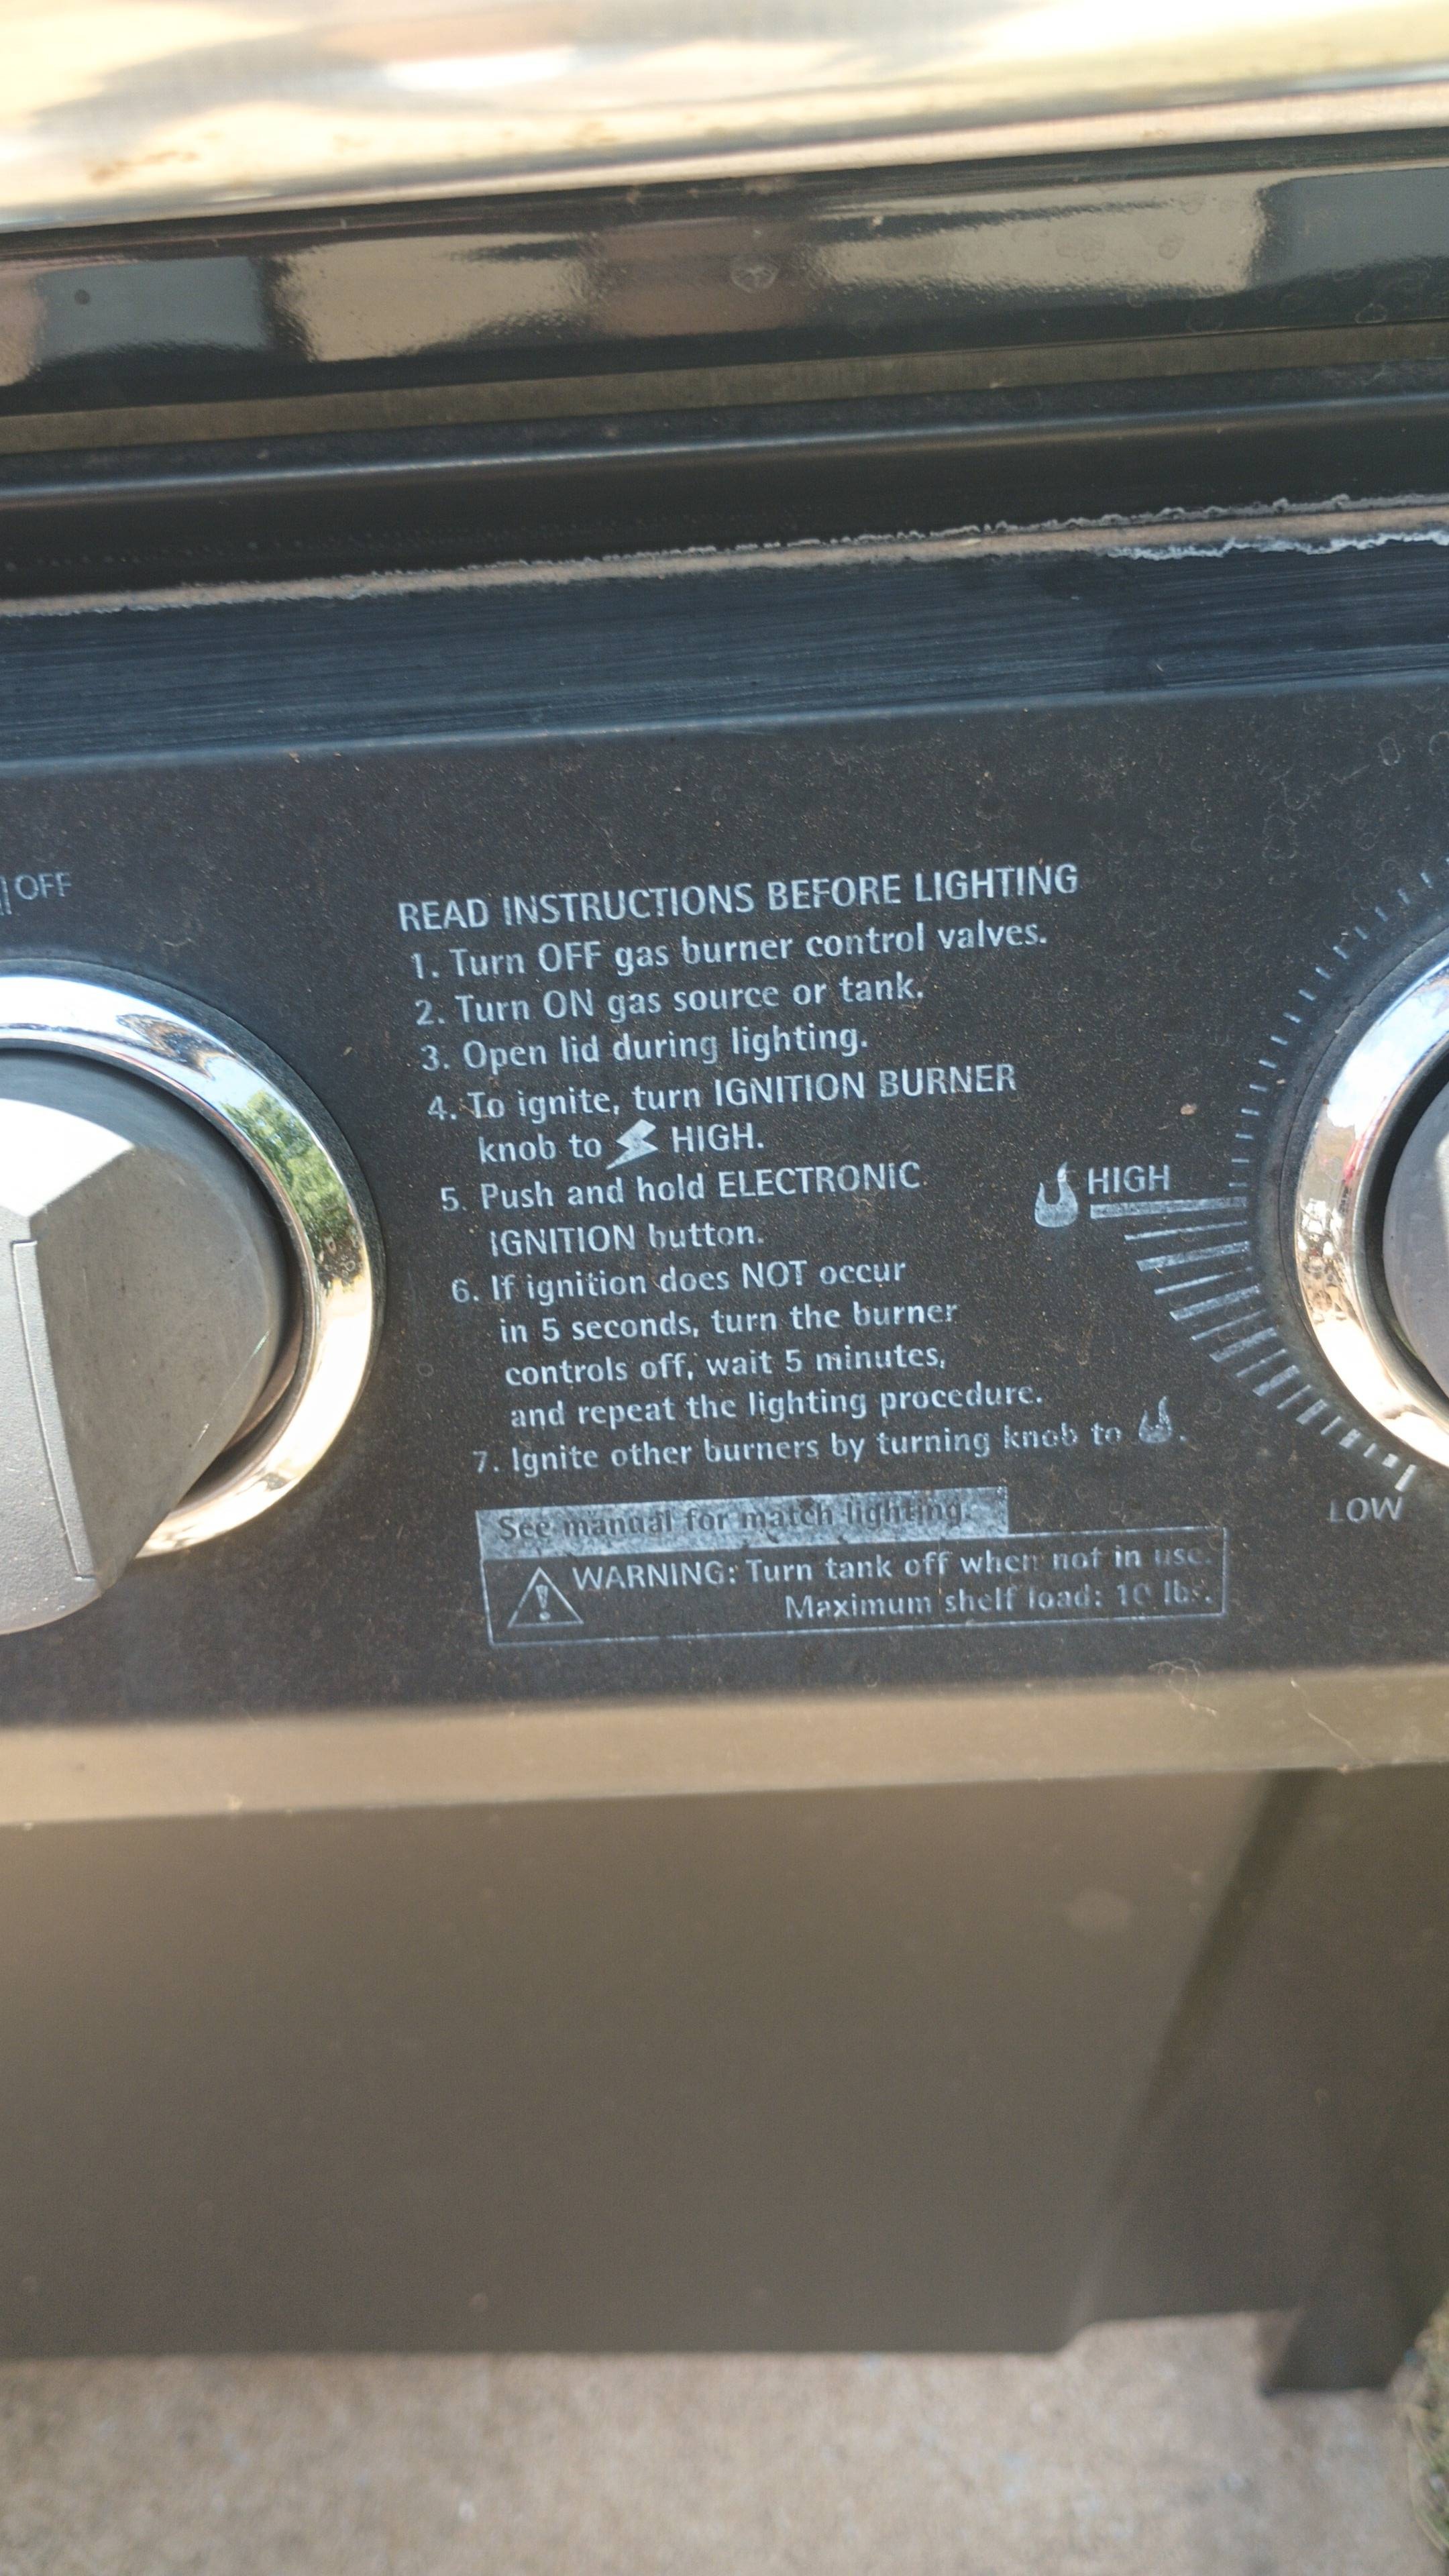 OFF
READ INSTRUCTIONS BEFORE LIGHTING
1. Turn OFF gas burner control valves.
2. Turn ON gas source or tank.
3. Open lid during lighting.
4. To ignite, turn IGNITION BURNER
knob to HIGH.
5. Push and hold ELECTRONIC
IGNITION button.
6. If ignition does NOT occur
in 5 seconds, turn the burner
controls off, wait 5 minutes,
and repeat the lighting procedure.
7. Ignite other burners by turning knob to .
See manual for match lighting.
WARNING: Turn tank off when not in use.
Maximum shelf load: 10 lbs.
HIGH
LOW